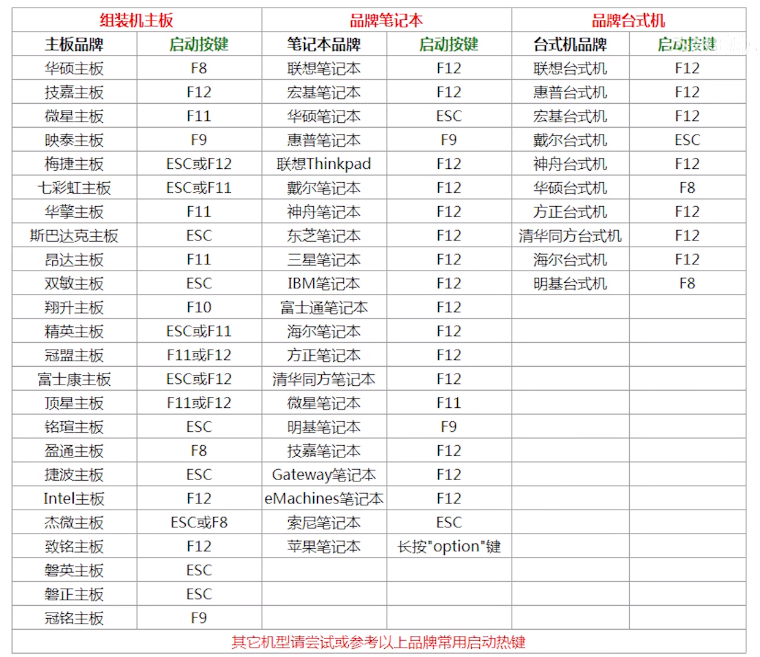 组装机主板 品牌笔记本 品牌台式机
主板品牌 启动按键 笔记本品牌 启动按键 台式机品牌 启动按键
华硕主板 F8 联想笔记本 F12 联想台式机 F12
技嘉主板 F12 宏基笔记本 F12 惠普台式机 F12
微星主板 F11 华硕笔记本 ESC 宏基台式机 F12
映泰主板 F9 惠普笔记本 F9 戴尔台式机 ESC
梅捷主板 ESC或F12 联想Thinkpad F12 神舟台式机 F12
七彩虹主板 ESC或F11 戴尔笔记本 F12 华硕台式机 F8
华擎主板 F11 神舟笔记本 F12 方正台式机 F12
斯巴达克主板 ESC 东芝笔记本 F12 清华同方台式机 F12
昂达主板 F11 三星笔记本 F12 海尔台式机 F12
双敏主板 ESC IBM笔记本 F12 明基台式机 F8
翔升主板 F10 富士通笔记本 F12
精英主板 ESC或F11 海尔笔记本 F12
冠盟主板 F11或F12 方正笔记本 F12
富士康主板 ESC或F12 清华同方笔记本 F12
顶星主板 F11或F12 微星笔记本 F11
铭瑄主板 ESC 明基笔记本 F9
盈通主板 F8 技嘉笔记本 F12
捷波主板 ESC Gateway笔记本 F12
Intel主板 F12 eMachines笔记本 F12
杰微主板 ESC或F8 索尼笔记本 ESC
致铭主板 F12 苹果笔记本 长按"option"键
磐英主板 ESC
磐正主板 ESC
冠铭主板 F9
其它机型请尝试或参考以上品牌常用启动热键